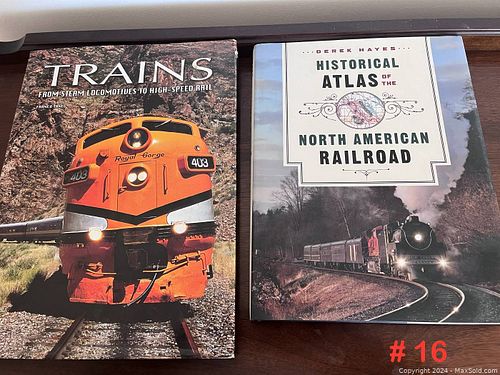 TRAINS
FROM STEAM LOCOMOTIVES TO HIGH-SPEED RAIL
Royal Gorge
403
403
DEREK HAYES
HISTORICAL
ATLAS OF THE
NORTH AMERICAN
RAILROAD
# 16
Copyright 2024 - MaxSold.com